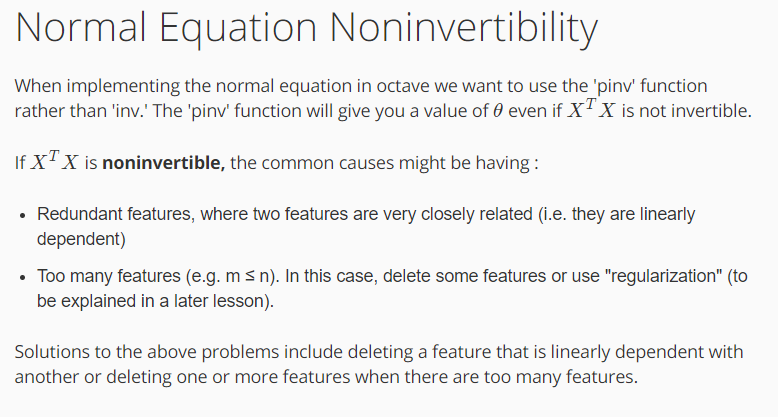 Normal Equation Noninvertibility
When implementing the normal equation in octave we want to use the 'pinv' function
rather than 'inv.' The 'pinv' function will give you a value of θ even if XᵀX is not invertible.
If XᵀX is noninvertible, the common causes might be having :
• Redundant features, where two features are very closely related (i.e. they are linearly
dependent)
• Too many features (e.g. m ≤ n). In this case, delete some features or use "regularization" (to
be explained in a later lesson).
Solutions to the above problems include deleting a feature that is linearly dependent with
another or deleting one or more features when there are too many features.